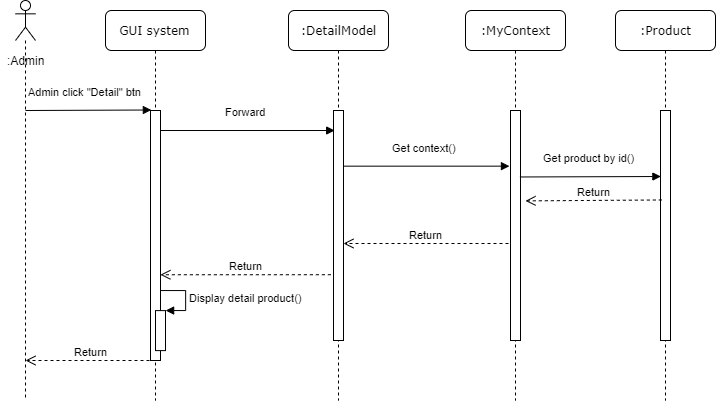 GUI system
:DetailModel
:MyContext
:Product
:Admin
Admin click "Detail" btn
Forward
Get context()
Get product by id()
Return
Return
Return
Display detail product()
Return